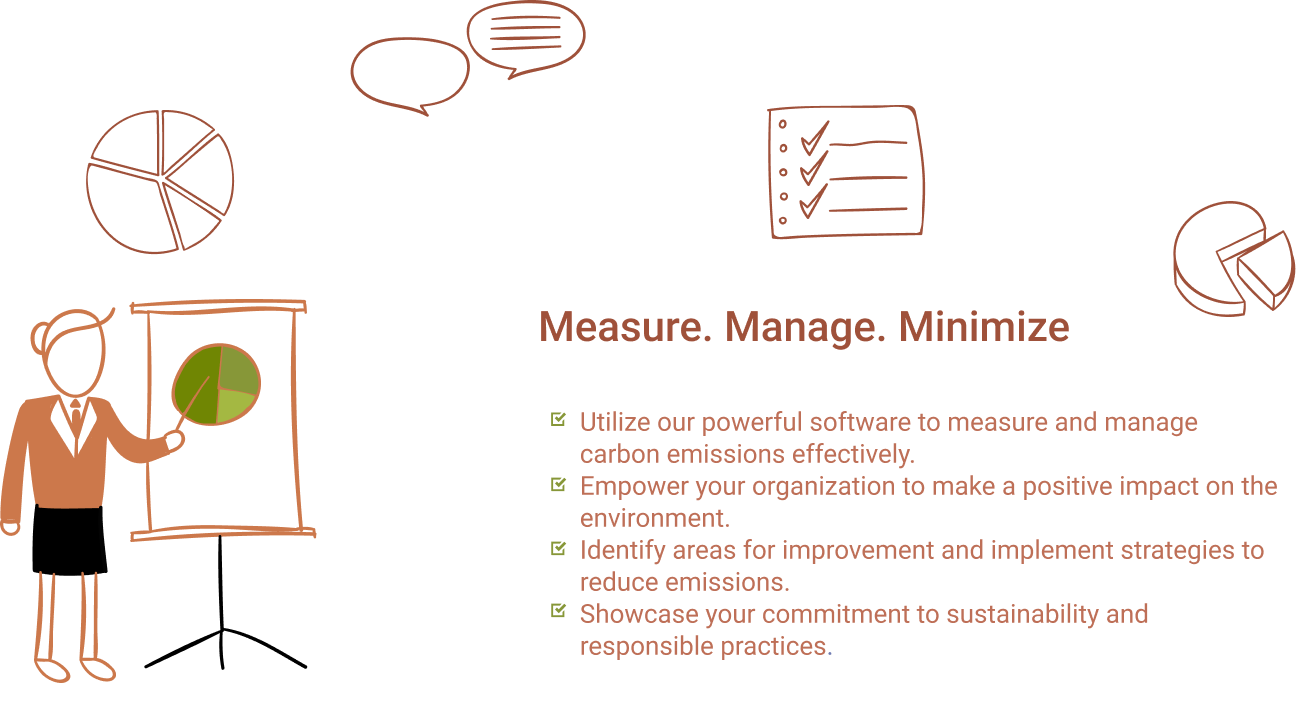 Measure. Manage. Minimize
Utilize our powerful software to measure and manage
carbon emissions effectively.
Empower your organization to make a positive impact on the
environment.
Identify areas for improvement and implement strategies to
reduce emissions.
Showcase your commitment to sustainability and
responsible practices.